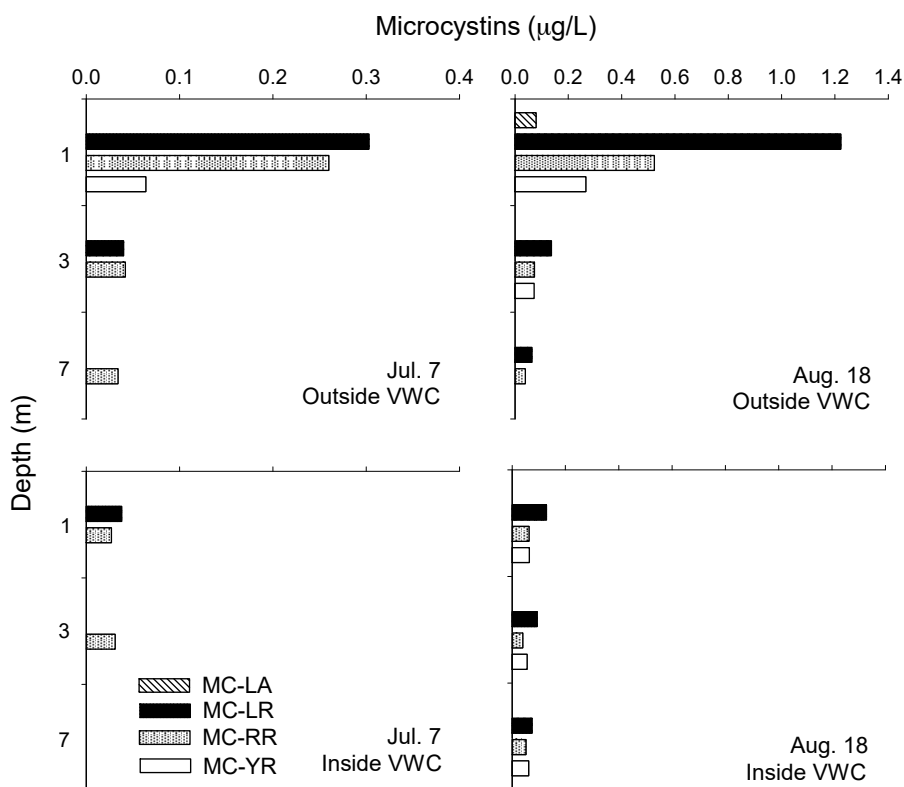 Microcystins (μg/L)
0.0 0.1 0.2 0.3 0.4
0.0 0.2 0.4 0.6 0.8 1.0 1.2 1.4
Depth (m)
1
3
7
Jul. 7
Outside VWC
Aug. 18
Outside VWC
1
3
7
MC-LA
MC-LR
MC-RR
MC-YR
Jul. 7
Inside VWC
Aug. 18
Inside VWC